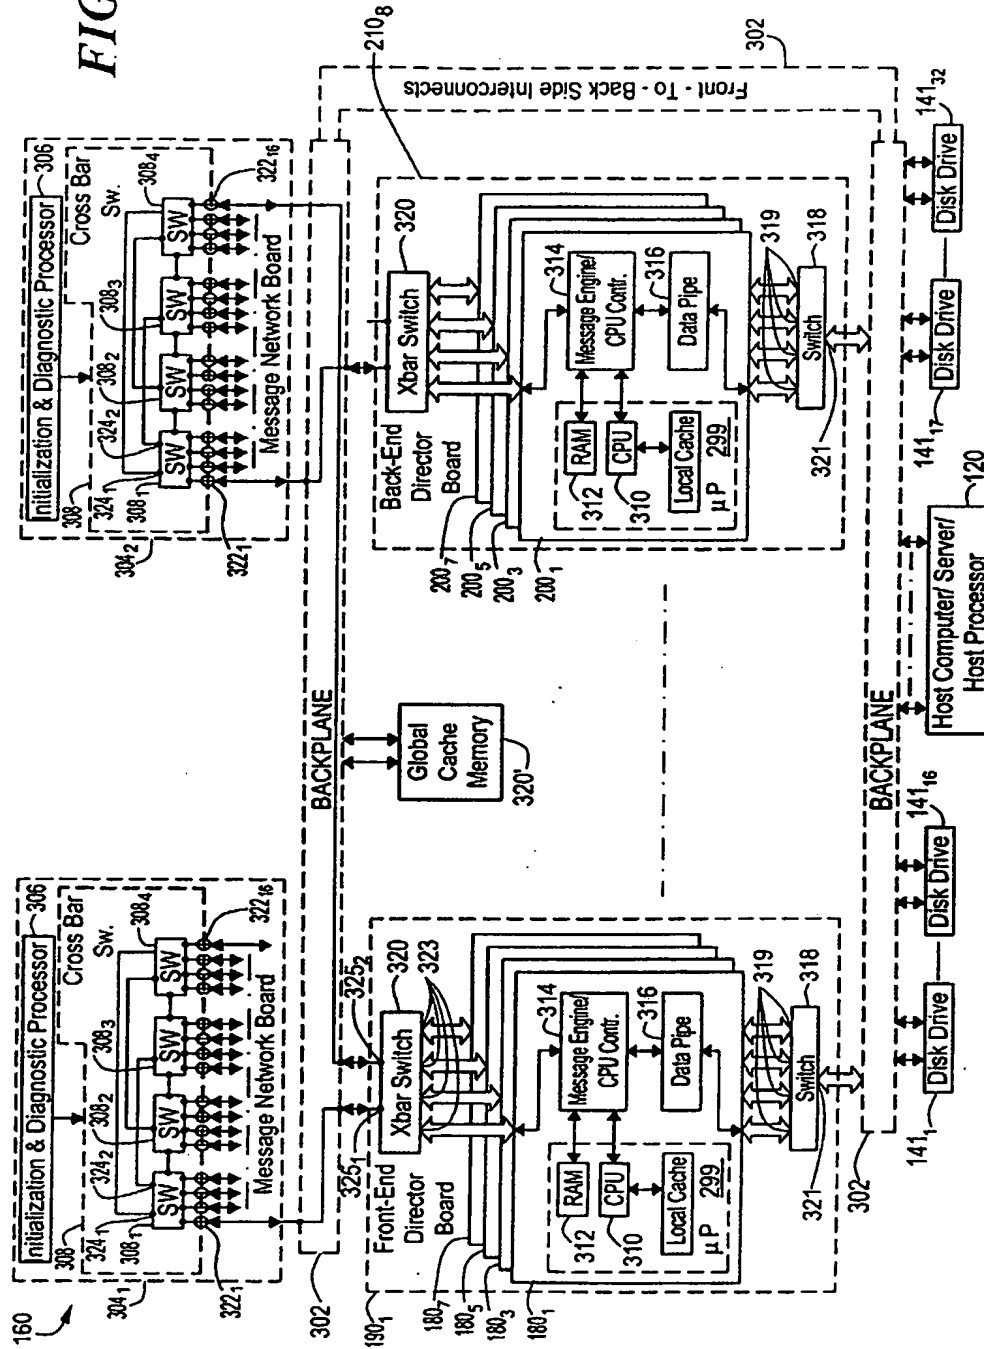 FIG
160
304₁
308
Initialization & Diagnostic Processor
306
Cross Bar
Sw.
324₁
324₂
308₁
308₂
308₃
308₄
SW
SW
SW
SW
322₁
322₁₆
Message Network Board
304₂
308
Initialization & Diagnostic Processor
306
Cross Bar
Sw.
324₁
324₂
308₁
308₂
308₃
308₄
SW
SW
SW
SW
322₁
322₁₆
Message Network Board
302
BACKPLANE
Front - To - Back Side Interconnects
302
190₁
325₁
325₂
Front-End
Director
Board
Xbar Switch
320
323
180₇
180₅
180₃
180₁
RAM
312
CPU
310
Local Cache
µP 299
Message Engine/
CPU Contr.
314
Data Pipe
316
319
Switch
318
321
Global
Cache
Memory
320'
210₈
Back-End
Director
Board
Xbar Switch
320
200₇
200₅
200₃
200₁
RAM
312
CPU
310
Local Cache
µP 299
Message Engine/
CPU Contr.
314
Data Pipe
316
319
Switch
318
321
302
BACKPLANE
Disk Drive
141₁
Disk Drive
141₁₆
Host Computer/ Server/
Host Processor
120
Disk Drive
141₁₇
Disk Drive
141₃₂